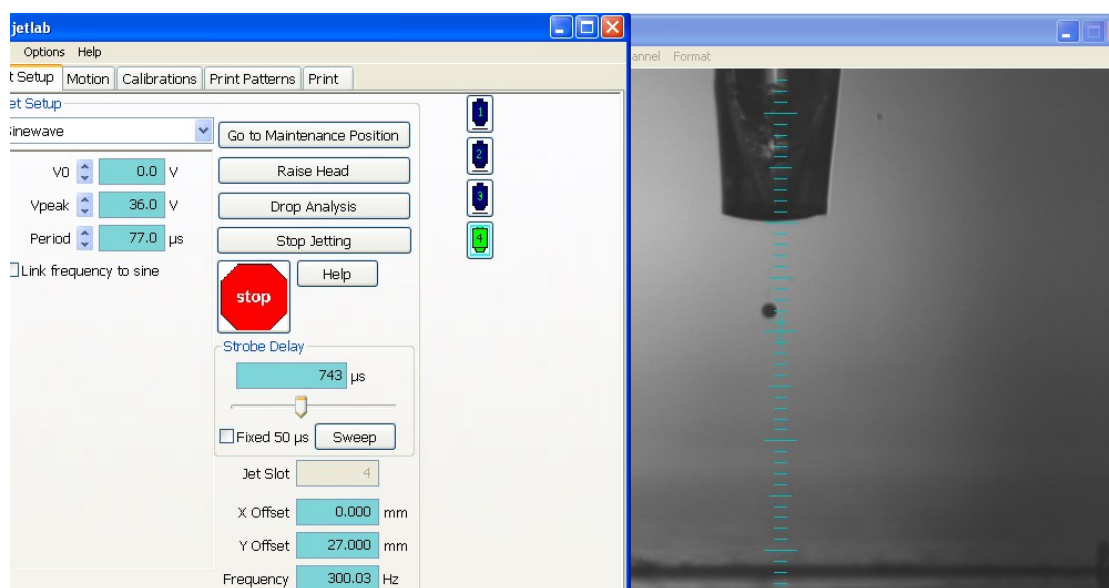 jetlab
Options Help
t Setup Motion Calibrations Print Patterns Print
et Setup
Sinewave
V0 0.0 V
Vpeak 36.0 V
Period 77.0 µs
Link frequency to sine
Go to Maintenance Position
Raise Head
Drop Analysis
Stop Jetting
stop
Help
Strobe Delay
743 µs
Fixed 50 µs Sweep
Jet Slot 4
X Offset 0.000 mm
Y Offset 27.000 mm
Frequency 300.03 Hz
1
2
3
4
annel Format